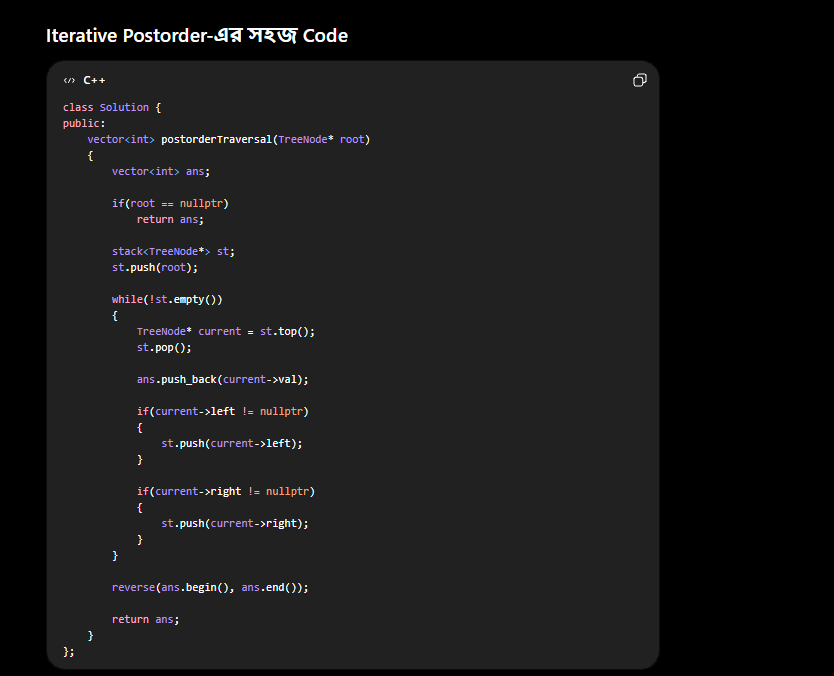 Iterative Postorder-এর সহজ Code
</> C++
class Solution {
public:
    vector<int> postorderTraversal(TreeNode* root)
    {
        vector<int> ans;
        if(root == nullptr)
            return ans;
        stack<TreeNode*> st;
        st.push(root);
        while(!st.empty())
        {
            TreeNode* current = st.top();
            st.pop();
            ans.push_back(current->val);
            if(current->left != nullptr)
            {
                st.push(current->left);
            }
            if(current->right != nullptr)
            {
                st.push(current->right);
            }
        }
        reverse(ans.begin(), ans.end());
        return ans;
    }
};